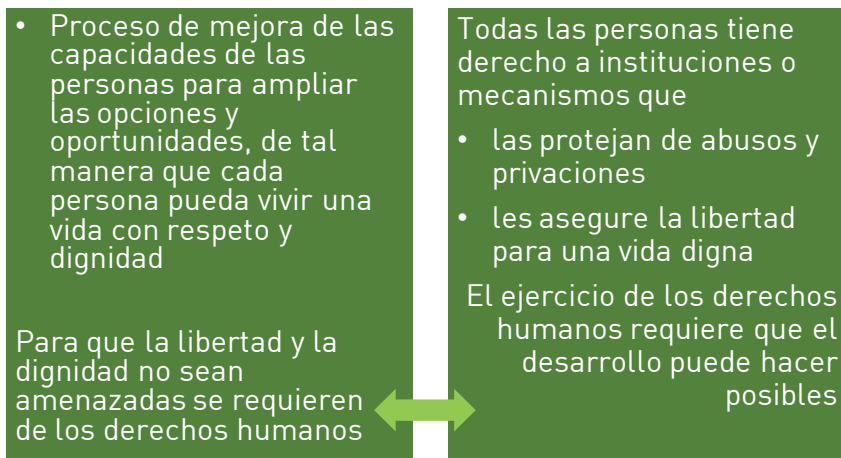 • Proceso de mejora de las
capacidades de las
personas para ampliar
las opciones y
oportunidades, de tal
manera que cada
persona pueda vivir una
vida con respeto y
dignidad
Para que la libertad y la
dignidad no sean
amenazadas se requieren
de los derechos humanos
Todas las personas tiene
derecho a instituciones o
mecanismos que
• las protejan de abusos y
privaciones
• les asegure la libertad
para una vida digna
El ejercicio de los derechos
humanos requiere que el
desarrollo puede hacer
posibles